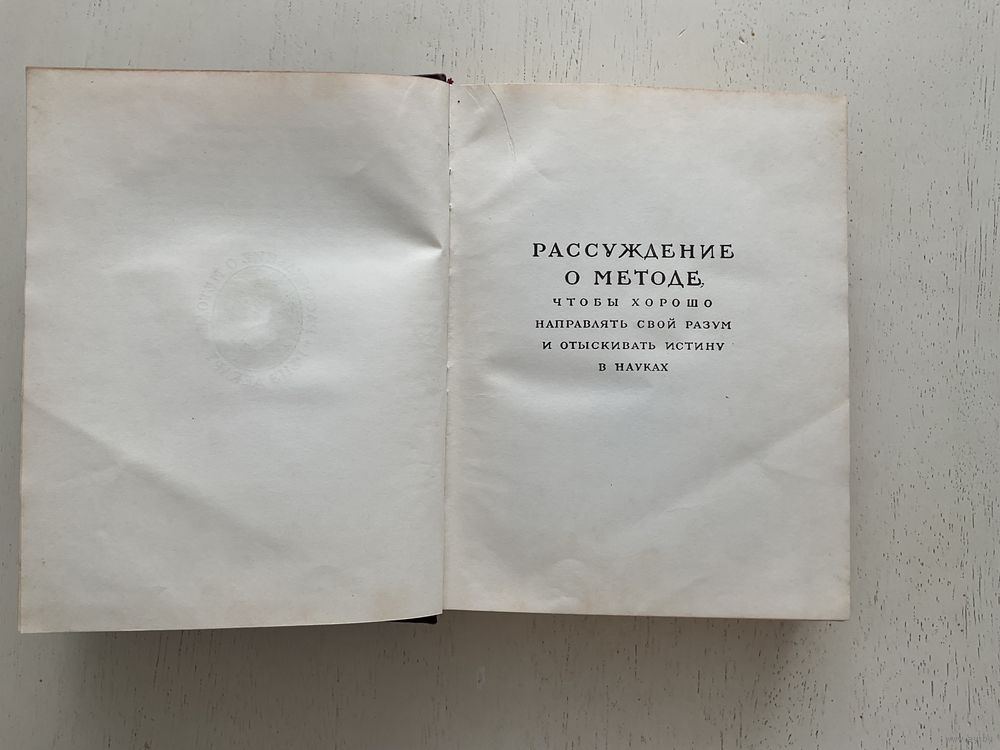 РАССУЖДЕНИЕ
О МЕТОДЕ,
ЧТОБЫ ХОРОШО
НАПРАВЛЯТЬ СВОЙ РАЗУМ
И ОТЫСКИВАТЬ ИСТИНУ
В НАУКАХ